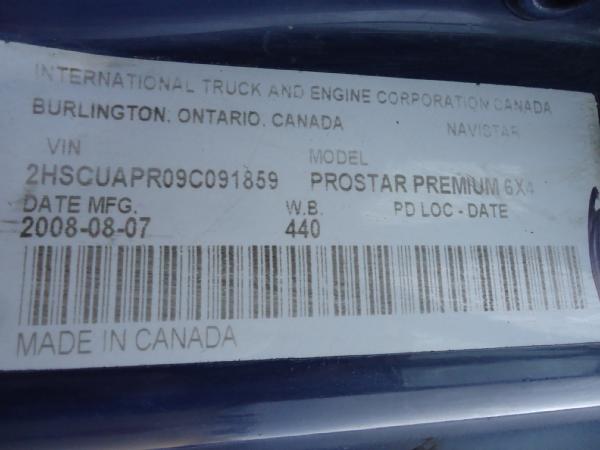 INTERNATIONAL TRUCK AND ENGINE CORPORATION CANADA
BURLINGTON, ONTARIO, CANADA NAVISTAR
VIN MODEL
2HSCUAPR09C091859 PROSTAR PREMIUM 6X4
DATE MFG. W.B. PD LOC - DATE
2008-08-07 440
MADE IN CANADA